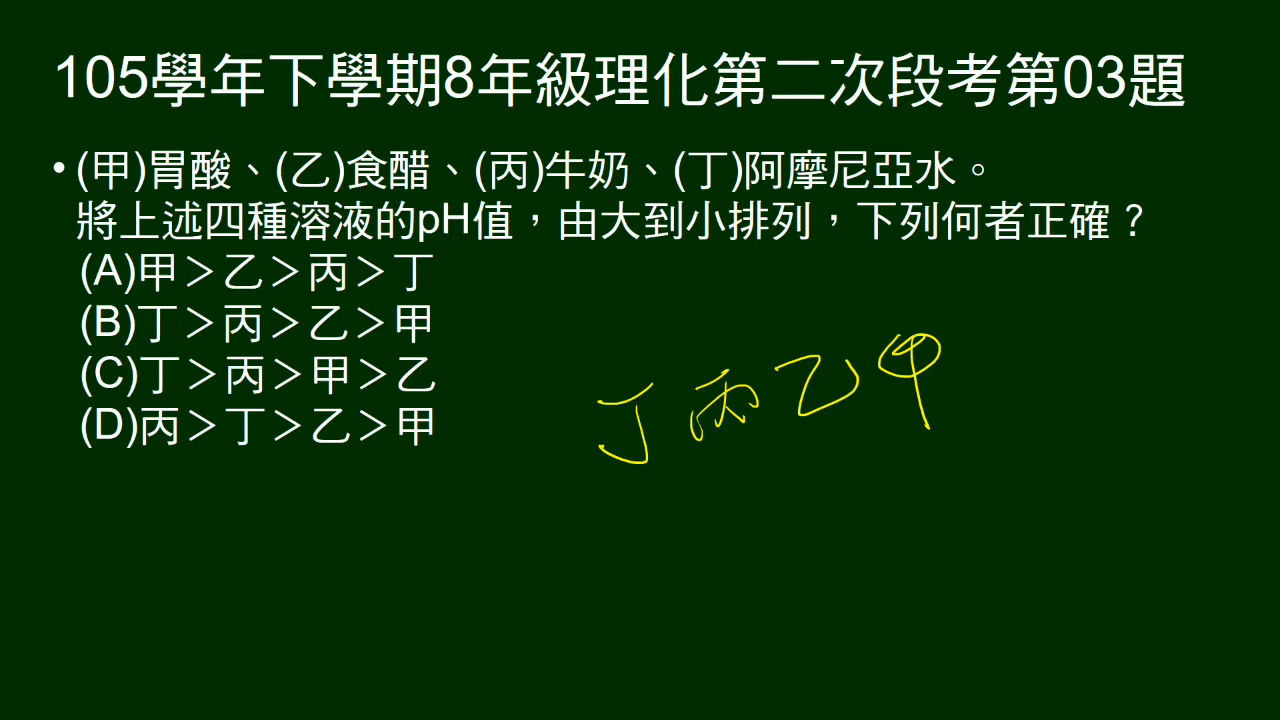 105學年下學期8年級理化第二次段考第03題
•(甲)胃酸、(乙)食醋、(丙)牛奶、(丁)阿摩尼亞水。
將上述四種溶液的pH值，由大到小排列，下列何者正確？
(A)甲＞乙＞丙＞丁
(B)丁＞丙＞乙＞甲
(C)丁＞丙＞甲＞乙
(D)丙＞丁＞乙＞甲
丁丙乙甲